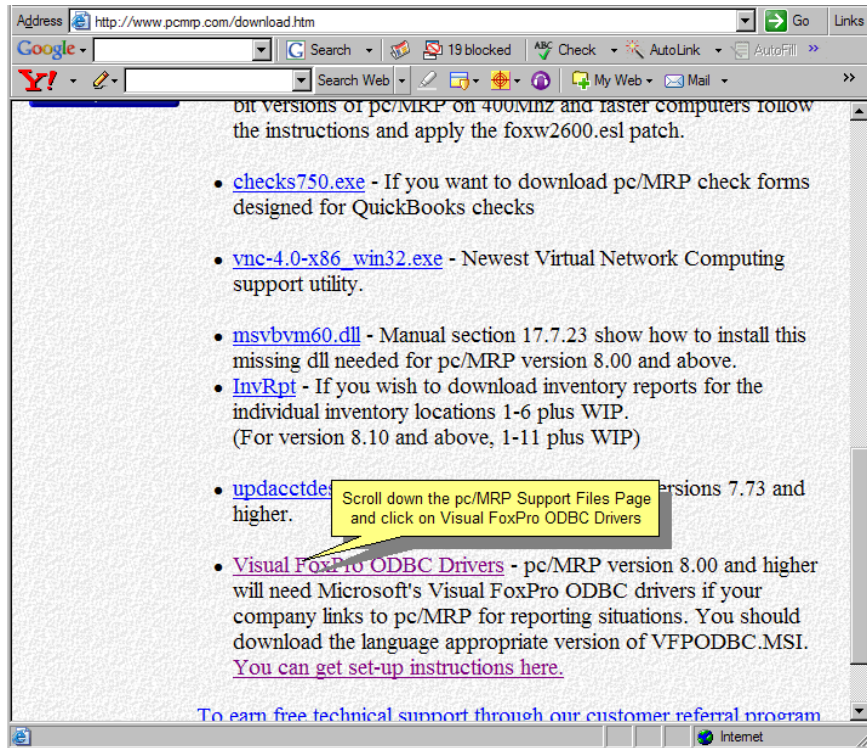 Address http://www.pcmrp.com/download.htm Go Links
Google Search 19 blocked ABC Check AutoLink AutoFill »
Y! Search Web My Web Mail »
bit versions of pc/MRP on 400Mhz and faster computers follow
the instructions and apply the foxw2600.esl patch.
checks750.exe - If you want to download pc/MRP check forms
designed for QuickBooks checks
vnc-4.0-x86_win32.exe - Newest Virtual Network Computing
support utility.
msvbvm60.dll - Manual section 17.7.23 show how to install this
missing dll needed for pc/MRP version 8.00 and above.
InvRpt - If you wish to download inventory reports for the
individual inventory locations 1-6 plus WIP.
(For version 8.10 and above, 1-11 plus WIP)
updacctdes ersions 7.73 and
higher.
Scroll down the pc/MRP Support Files Page
and click on Visual FoxPro ODBC Drivers
Visual FoxPro ODBC Drivers - pc/MRP version 8.00 and higher
will need Microsoft's Visual FoxPro ODBC drivers if your
company links to pc/MRP for reporting situations. You should
download the language appropriate version of VFPODBC.MSI.
You can get set-up instructions here.
To earn free technical support through our customer referral program
Internet